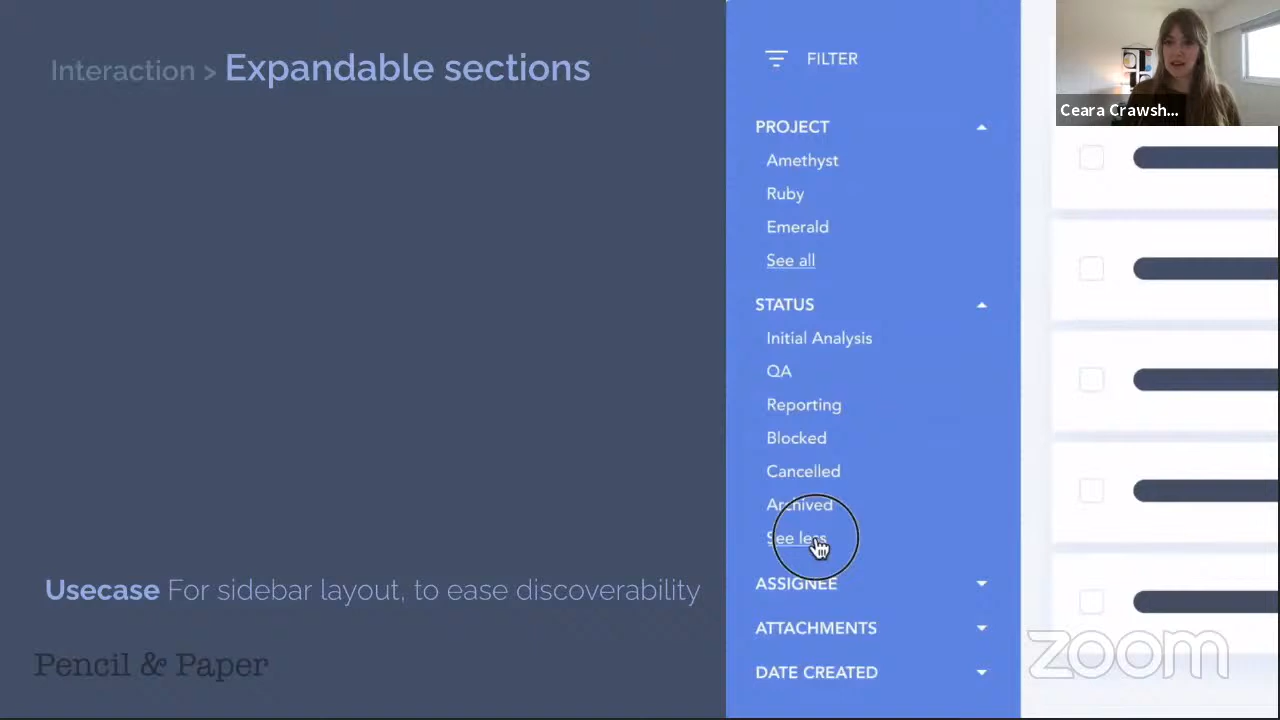 Interaction > Expandable sections
FILTER
Ceara Crawsh...
PROJECT
Amethyst
Ruby
Emerald
See all
STATUS
Initial Analysis
QA
Reporting
Blocked
Cancelled
Archived
See less
ASSIGNEE
ATTACHMENTS
DATE CREATED
Usecase For sidebar layout, to ease discoverability
Pencil & Paper
zoom